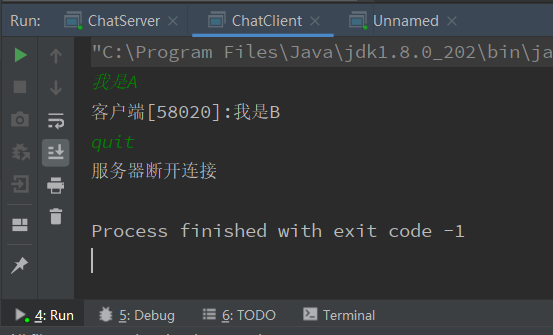 Run: ChatServer ChatClient Unnamed
"C:\Program Files\Java\jdk1.8.0_202\bin\ja
我是A
客户端[58020]:我是B
quit
服务器断开连接
Process finished with exit code -1
4: Run 5: Debug 6: TODO Terminal